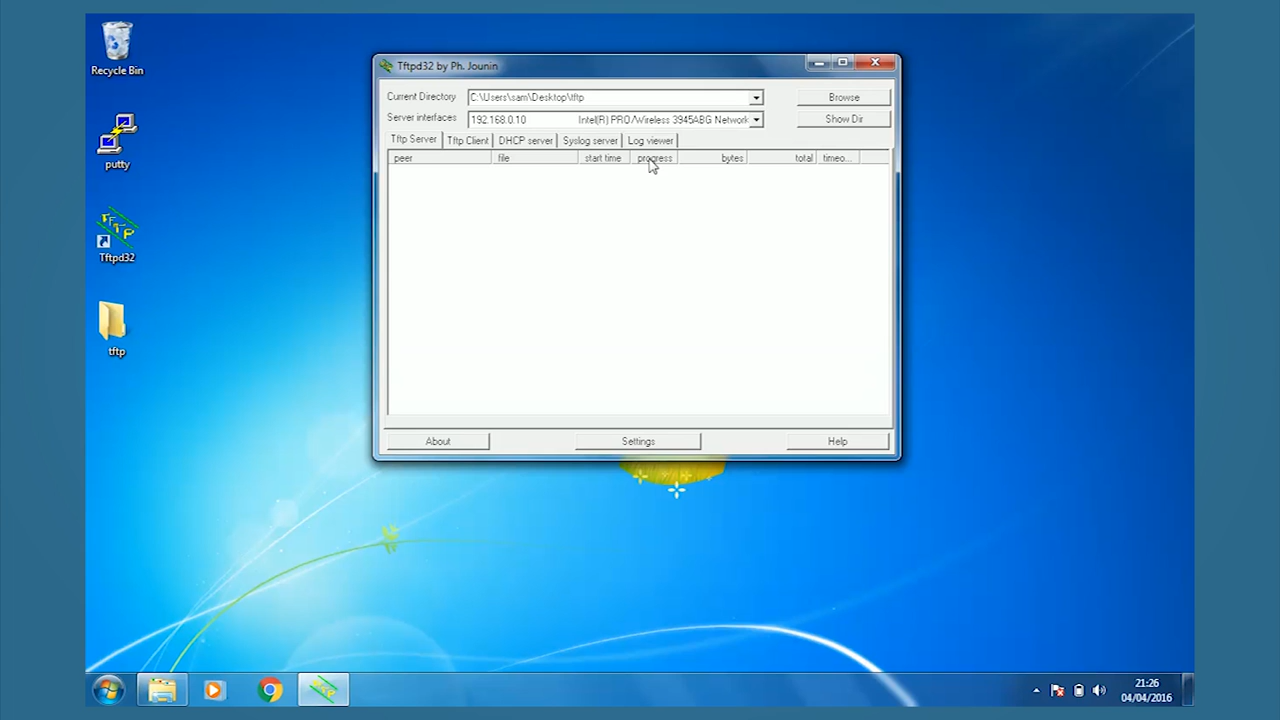 Recycle Bin
putty
Tftpd32
tftp
Tftpd32 by Ph. Jounin
Current Directory C:\Users\sam\Desktop\tftp Browse
Server interfaces 192.168.0.10 Intel(R) PRO/Wireless 3945ABG Network Show Dir
Tftp Server Tftp Client DHCP server Syslog server Log viewer
peer file start time progress bytes total timeo...
About Settings Help
21:26
04/04/2016